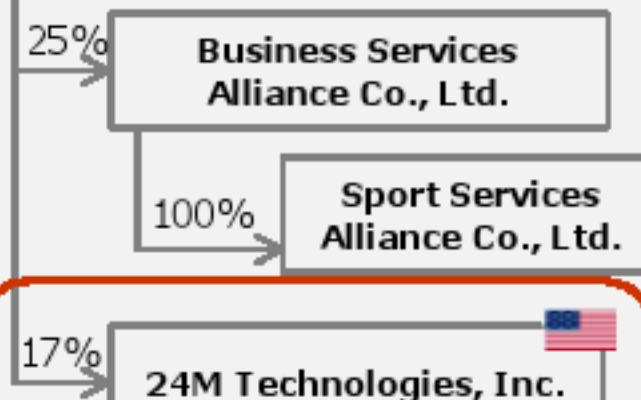 25%
Business Services
Alliance Co., Ltd.
100%
Sport Services
Alliance Co., Ltd.
17%
24M Technologies, Inc.